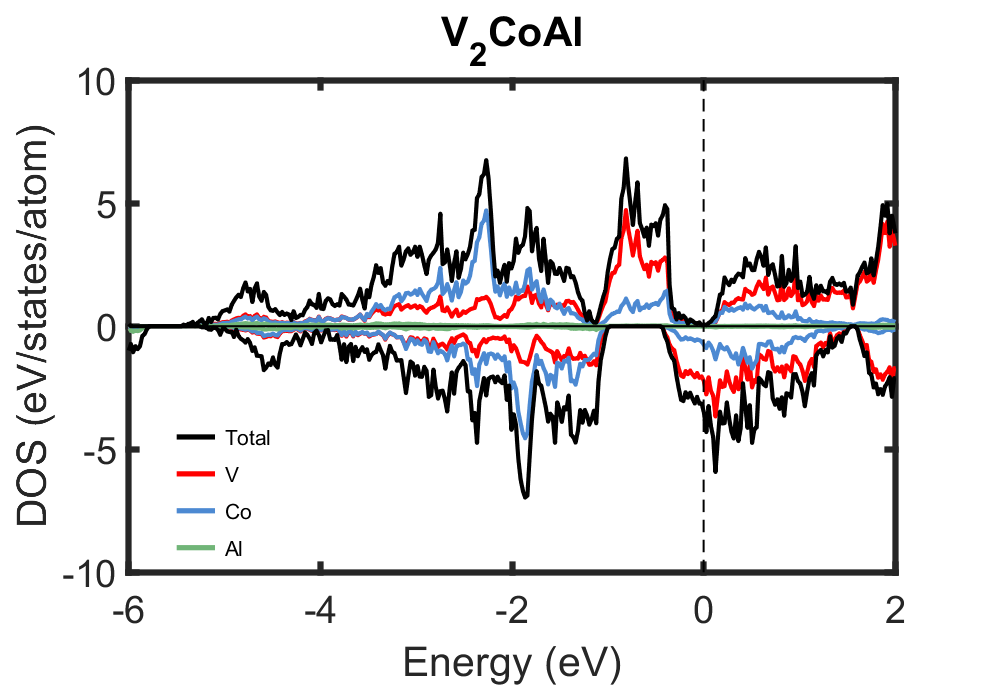 V₂CoAl
10
5
0
-5
-10
DOS (eV/states/atom)
Total
V
Co
Al
-6 -4 -2 0 2
Energy (eV)